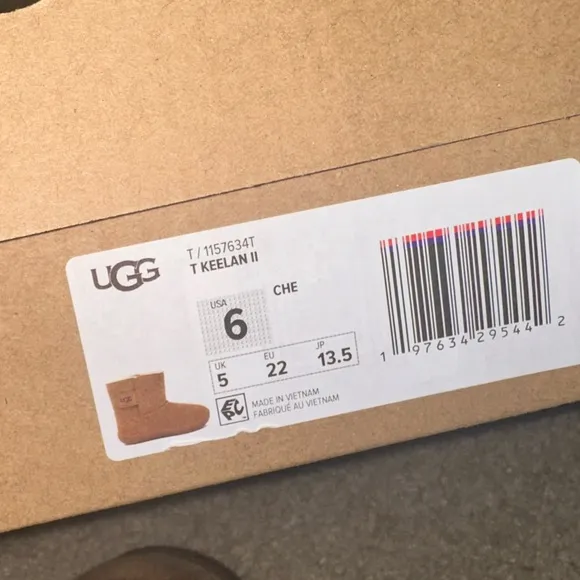 UGG
T / 1157634T
T KEELAN II
USA
6
CHE
UK
5
EU
22
JP
13.5
MADE IN VIETNAM
FABRIQUÉ AU VIETNAM
1 97634 29544 2